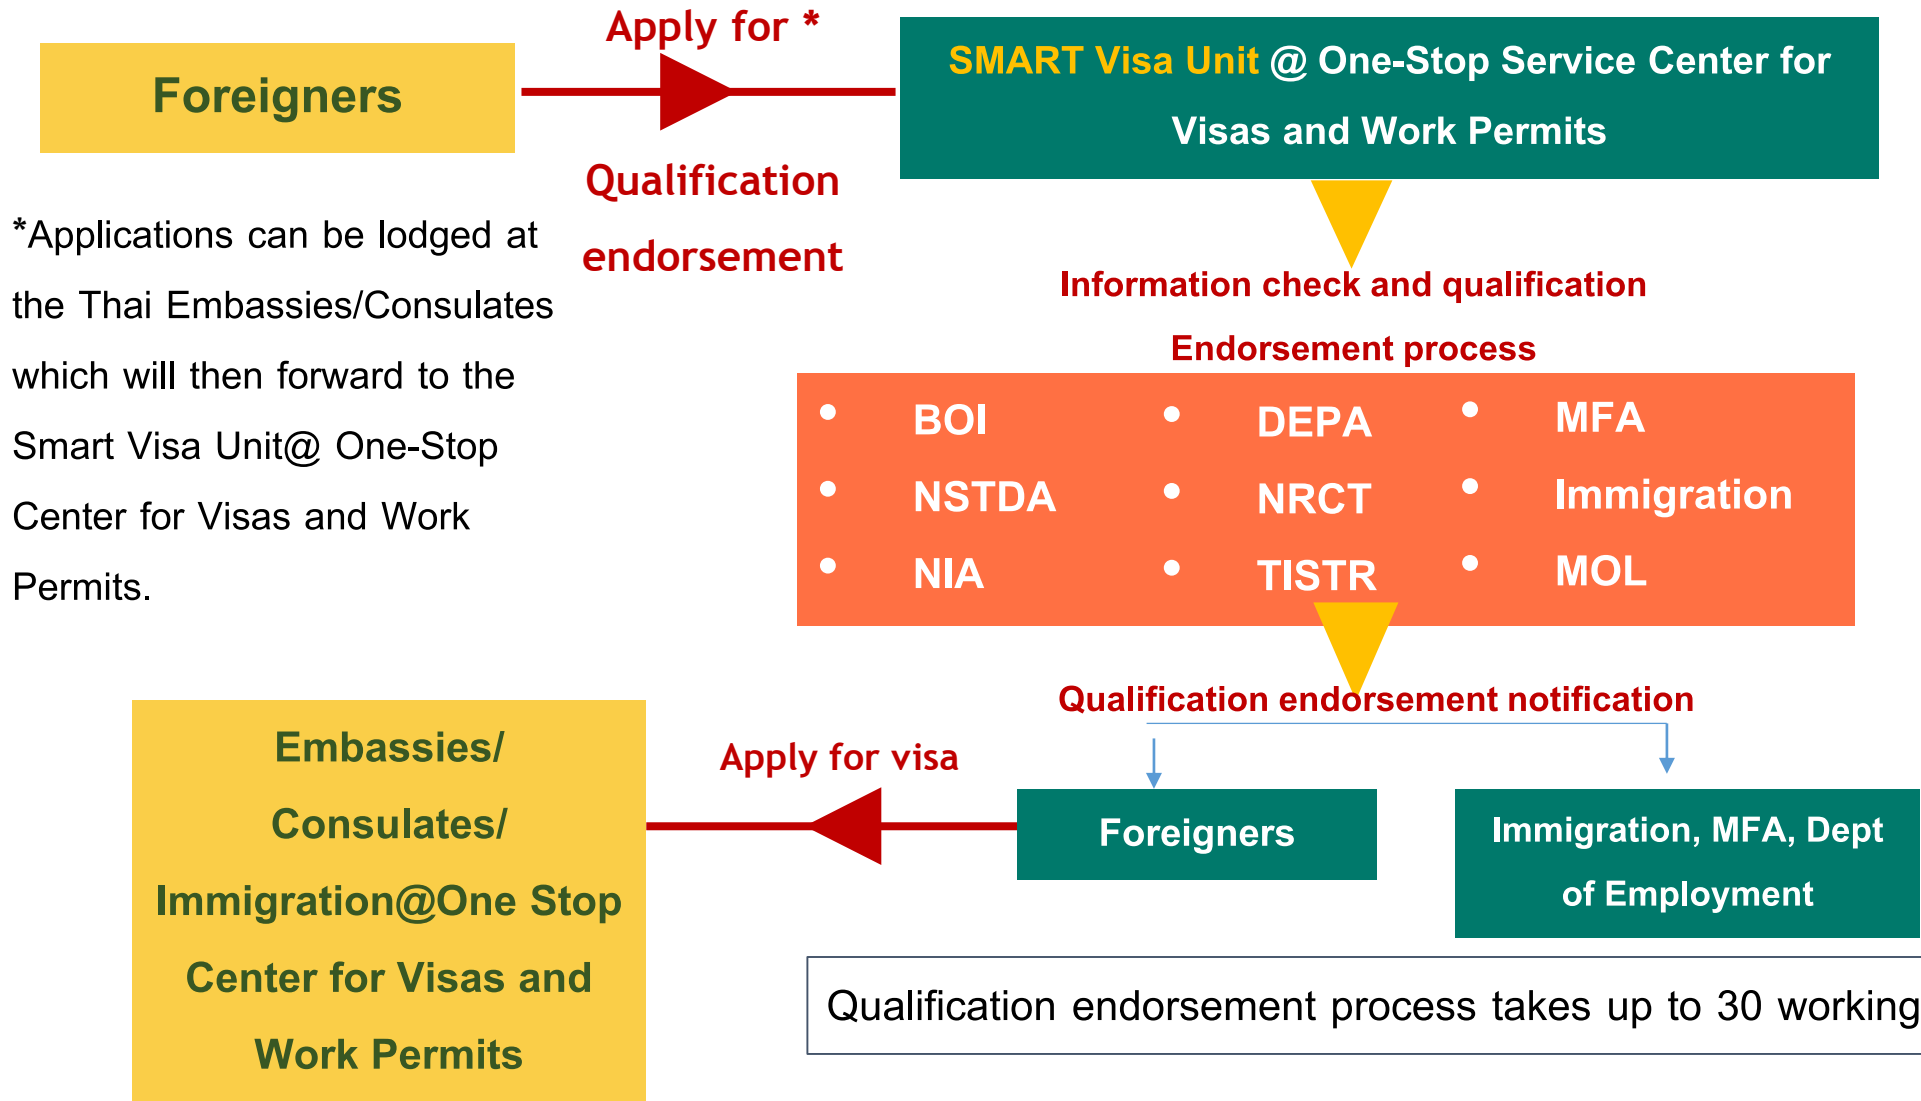 Foreigners
Apply for *
Qualification
endorsement
SMART Visa Unit @ One-Stop Service Center for
Visas and Work Permits
*Applications can be lodged at
the Thai Embassies/Consulates
which will then forward to the
Smart Visa Unit@ One-Stop
Center for Visas and Work
Permits.
Information check and qualification
Endorsement process
• BOI
• NSTDA
• NIA
• DEPA
• NRCT
• TISTR
• MFA
• Immigration
• MOL
Qualification endorsement notification
Foreigners
Immigration, MFA, Dept
of Employment
Apply for visa
Embassies/
Consulates/
Immigration@One Stop
Center for Visas and
Work Permits
Qualification endorsement process takes up to 30 working